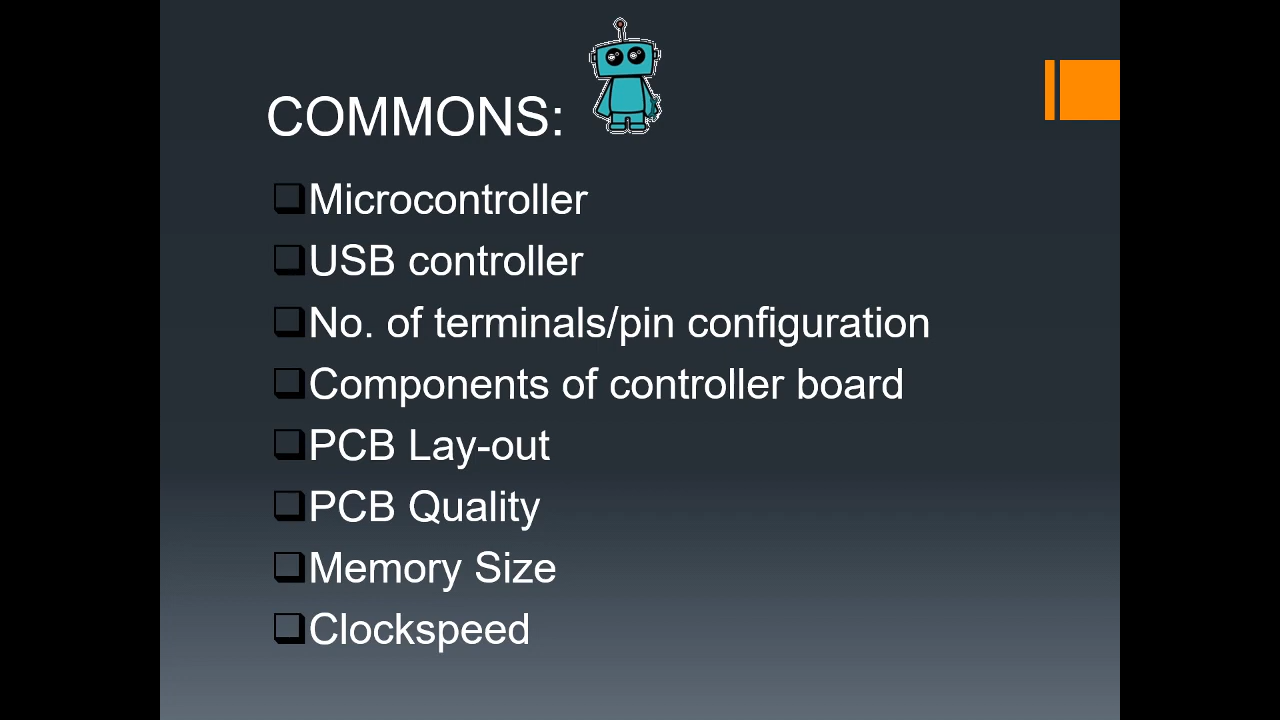 COMMONS:
Microcontroller
USB controller
No. of terminals/pin configuration
Components of controller board
PCB Lay-out
PCB Quality
Memory Size
Clockspeed